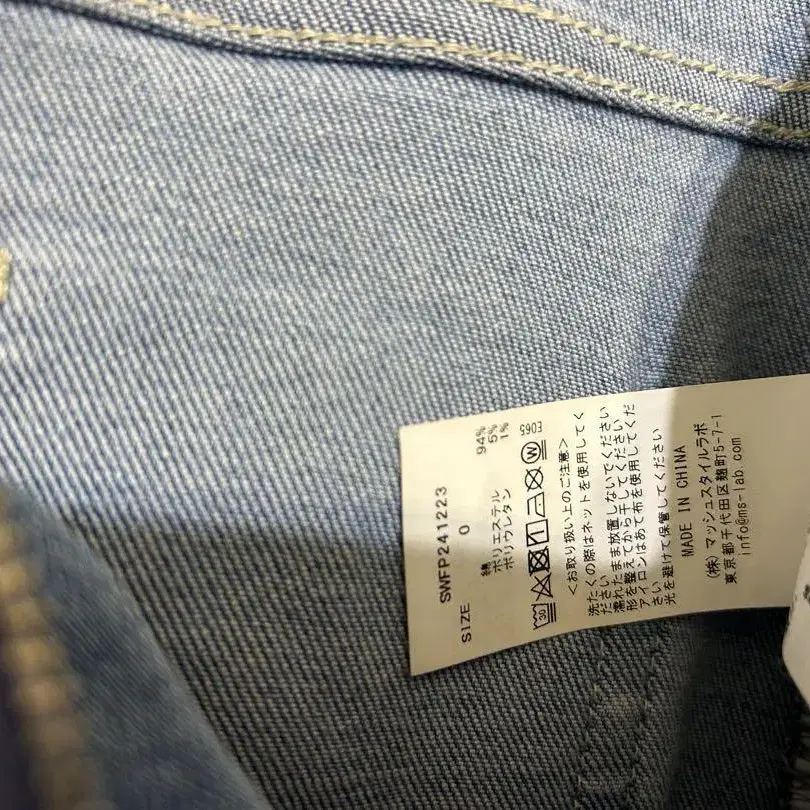 SWFP241223
SIZE 0
綿 94%
ポリエステル 5%
ポリウレタン 1%
30
W
E065
<お取り扱い上のご注意>
洗たくの際はネットを使用してく
ださい
濡れたまま放置しないでください
形を整えてから干してください
アイロンはあて布を使用してくだ
さい
光を避けて保管してください
MADE IN CHINA
(株)マッシュスタイルラボ
東京都千代田区麹町5-7-1
info@ms-lab.com